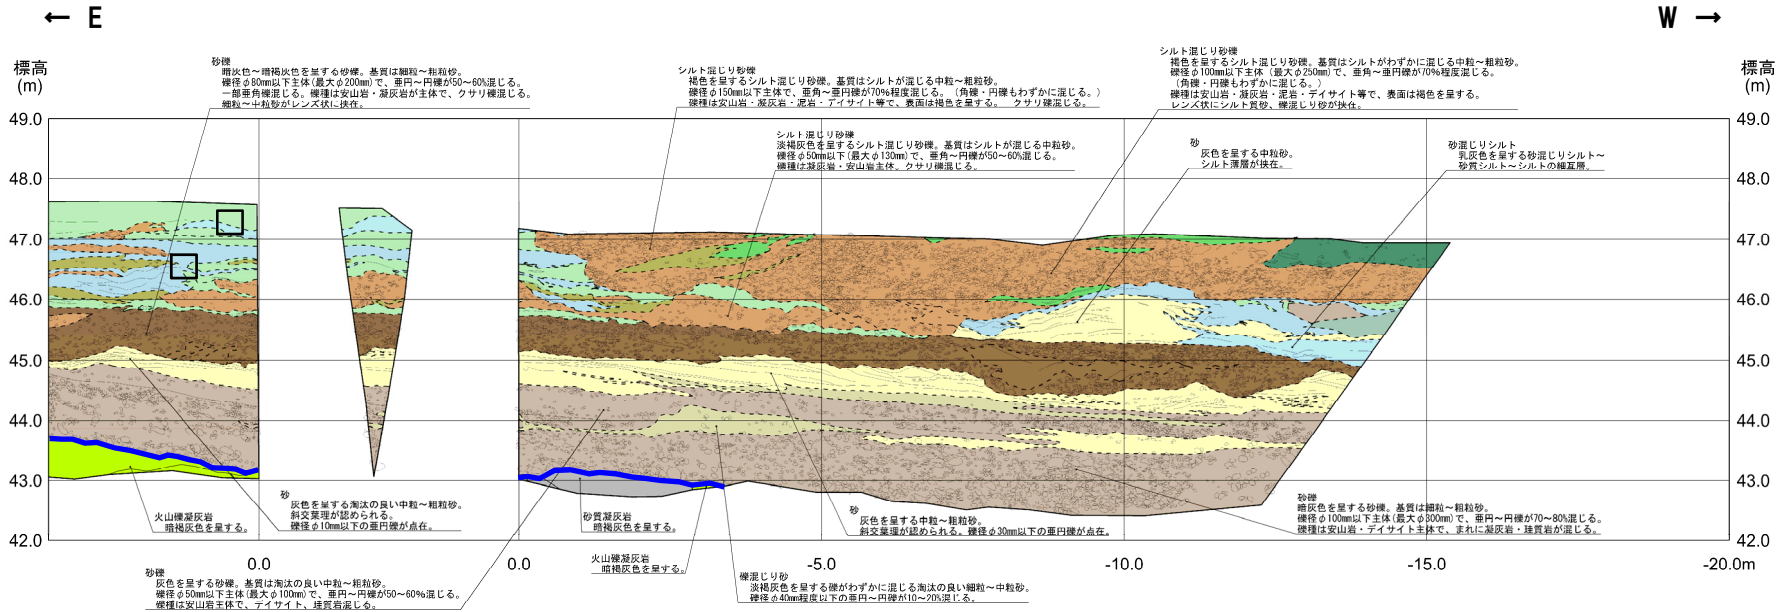 ← E
W →
標高
(m)
標高
(m)
砂礫
暗灰色～暗褐灰色を呈する砂礫。基質は細粒～粗粒砂。
礫径φ80mm以下主体(最大φ200mm)で、亜円～円礫が50～60%混じる。
一部亜角礫混じる。礫種は安山岩・凝灰岩が主体で、クサリ礫混じる。
細粒～中粒砂がレンズ状に挟在。
シルト混じり砂礫
褐色を呈するシルト混じり砂礫。基質はシルトが混じる中粒～粗粒砂。
礫径φ150mm以下主体で、亜角～亜円礫が70%程度混じる。（角礫・円礫もわずかに混じる。）
礫種は安山岩・凝灰岩・泥岩・デイサイト等で、表面は褐色を呈する。 クサリ礫混じる。
シルト混じり砂礫
褐色を呈するシルト混じり砂礫。基質はシルトがわずかに混じる中粒～粗粒砂。
礫径φ100mm以下主体（最大φ250mm）で、亜角～亜円礫が70%程度混じる。
（角礫・円礫もわずかに混じる。）
礫種は安山岩・凝灰岩・泥岩・デイサイト等で、表面は褐色を呈する。
レンズ状にシルト質砂、礫混じり砂が挟在。
シルト混じり砂礫
淡褐灰色を呈するシルト混じり砂礫。基質はシルトが混じる中粒砂。
礫径φ50mm以下(最大φ130mm)で、亜角～円礫が50～60%混じる。
礫種は凝灰岩・安山岩主体。クサリ礫混じる。
砂
灰色を呈する中粒砂。
シルト薄層が挟在。
砂混じりシルト
乳灰色を呈する砂混じりシルト～
砂質シルト～シルトの細互層。
49.0
48.0
47.0
46.0
45.0
44.0
43.0
42.0
49.0
48.0
47.0
46.0
45.0
44.0
43.0
42.0
火山礫凝灰岩
暗褐灰色を呈する。
砂
灰色を呈する淘汰の良い中粒～粗粒砂。
斜交葉理が認められる。
礫径φ10mm以下の亜円礫が点在。
砂質凝灰岩
暗褐灰色を呈する。
砂
灰色を呈する中粒～粗粒砂。
斜交葉理が認められる。礫径φ30mm以下の亜円礫が点在。
砂礫
暗灰色を呈する砂礫。基質は細粒～粗粒砂。
礫径φ100mm以下主体(最大φ300mm)で、亜円～円礫が70～80%混じる。
礫種は安山岩・デイサイト主体で、まれに凝灰岩・珪質岩が混じる。
0.0
0.0
-5.0
-10.0
-15.0
-20.0m
火山礫凝灰岩
暗褐灰色を呈する。
砂礫
灰色を呈する砂礫。基質は淘汰の良い中粒～粗粒砂。
礫径φ50mm以下主体(最大φ100mm)で、亜円～円礫が50～60%混じる。
礫種は安山岩主体で、デイサイト、珪質岩混じる。
礫混じり砂
淡褐灰色を呈する礫がわずかに混じる淘汰の良い細粒～中粒砂。
礫径φ40mm程度以下の亜円～円礫が10～20%混じる。